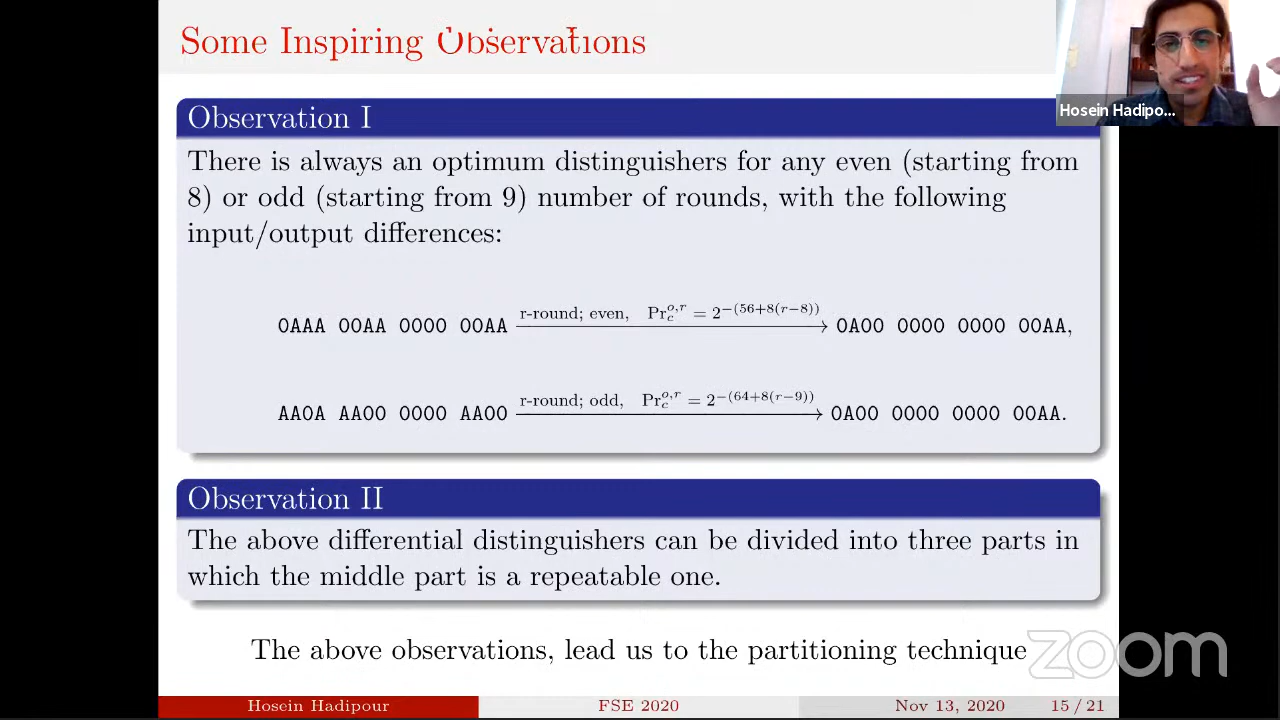 Some Inspiring Observations
Hosein Hadipo...
Observation I
There is always an optimum distinguishers for any even (starting from
8) or odd (starting from 9) number of rounds, with the following
input/output differences:
0AAA 00AA 0000 00AA r-round; even, Pr_c^{o,r} = 2^{-(56+8(r-8))} → 0A00 0000 0000 00AA,
AA0A AA00 0000 AA00 r-round; odd, Pr_c^{o,r} = 2^{-(64+8(r-9))} → 0A00 0000 0000 00AA.
Observation II
The above differential distinguishers can be divided into three parts in
which the middle part is a repeatable one.
The above observations, lead us to the partitioning technique
zoom
Hosein Hadipour FSE 2020 Nov 13, 2020 15 / 21